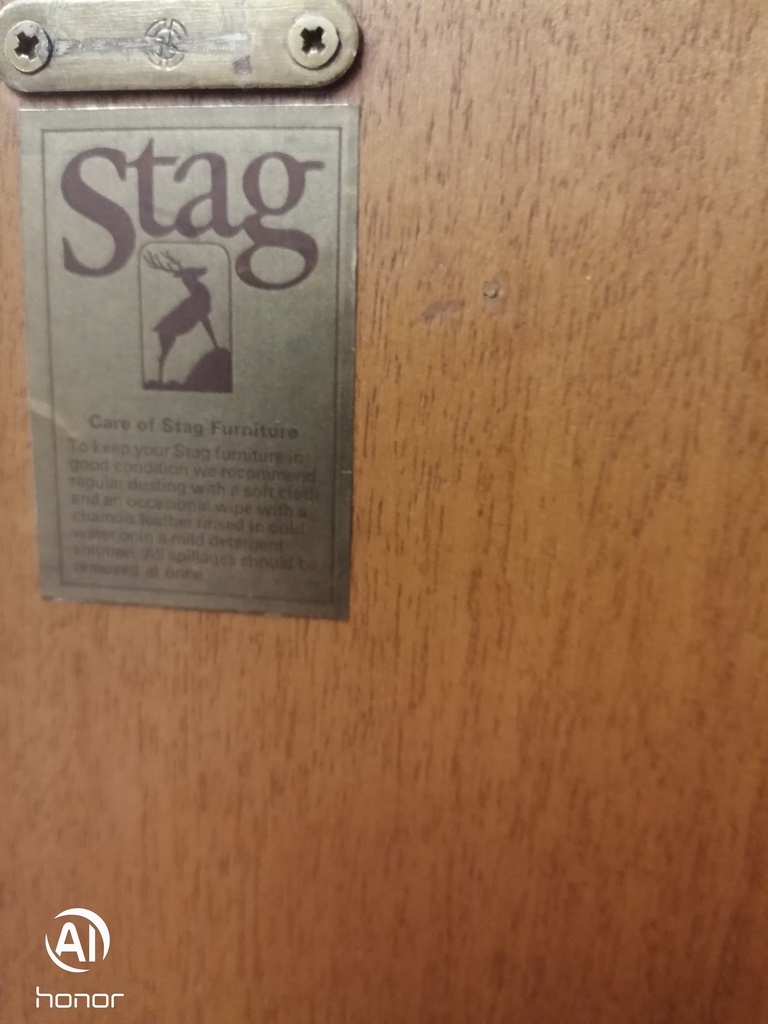 Stag
Care of Stag Furniture
To keep your Stag furniture in
good condition we recommend
regular dusting with a soft cloth
and an occasional wipe with a
chamois leather rinsed in cold
water or in a mild detergent
solution. All spillages should be
removed at once.
AI
honor